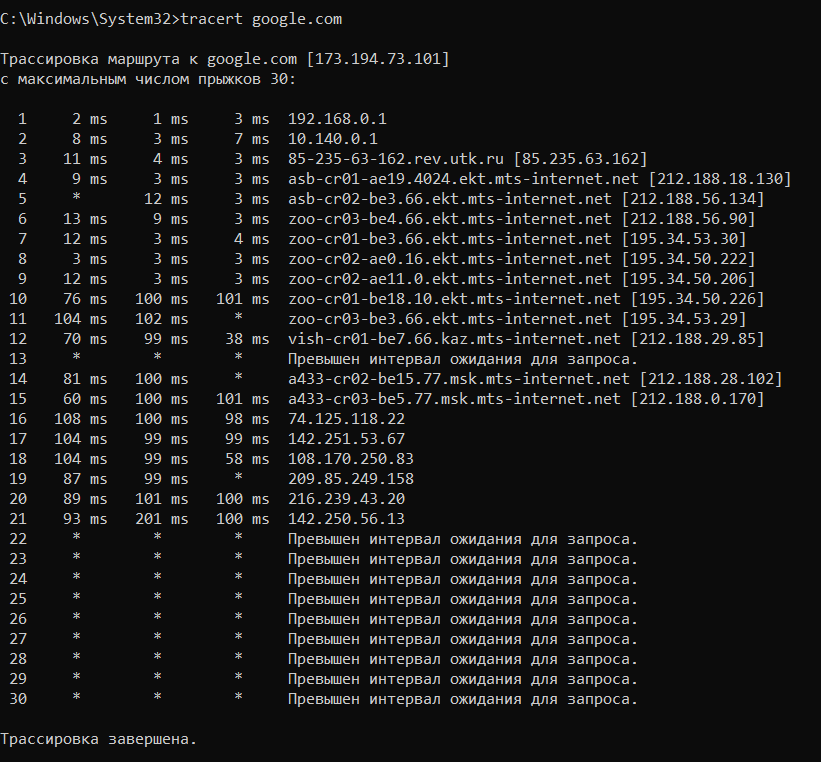 C:\Windows\System32>tracert google.com
Трассировка маршрута к google.com [173.194.73.101]
с максимальным числом прыжков 30:
1 2 ms 1 ms 3 ms 192.168.0.1
2 8 ms 3 ms 7 ms 10.140.0.1
3 11 ms 4 ms 3 ms 85-235-63-162.rev.utk.ru [85.235.63.162]
4 9 ms 3 ms 3 ms asb-cr01-ae19.4024.ekt.mts-internet.net [212.188.18.130]
5 * 12 ms 3 ms asb-cr02-be3.66.ekt.mts-internet.net [212.188.56.134]
6 13 ms 9 ms 3 ms zoo-cr03-be4.66.ekt.mts-internet.net [212.188.56.90]
7 12 ms 3 ms 4 ms zoo-cr01-be3.66.ekt.mts-internet.net [195.34.53.30]
8 3 ms 3 ms 3 ms zoo-cr02-ae0.16.ekt.mts-internet.net [195.34.50.222]
9 12 ms 3 ms 3 ms zoo-cr02-ae11.0.ekt.mts-internet.net [195.34.50.206]
10 76 ms 100 ms 101 ms zoo-cr01-be18.10.ekt.mts-internet.net [195.34.50.226]
11 104 ms 102 ms * zoo-cr03-be3.66.ekt.mts-internet.net [195.34.53.29]
12 70 ms 99 ms 38 ms vish-cr01-be7.66.kaz.mts-internet.net [212.188.29.85]
13 * * * Превышен интервал ожидания для запроса.
14 81 ms 100 ms * a433-cr02-be15.77.msk.mts-internet.net [212.188.28.102]
15 60 ms 100 ms 101 ms a433-cr03-be5.77.msk.mts-internet.net [212.188.0.170]
16 108 ms 100 ms 98 ms 74.125.118.22
17 104 ms 99 ms 99 ms 142.251.53.67
18 104 ms 99 ms 58 ms 108.170.250.83
19 87 ms 99 ms * 209.85.249.158
20 89 ms 101 ms 100 ms 216.239.43.20
21 93 ms 201 ms 100 ms 142.250.56.13
22 * * * Превышен интервал ожидания для запроса.
23 * * * Превышен интервал ожидания для запроса.
24 * * * Превышен интервал ожидания для запроса.
25 * * * Превышен интервал ожидания для запроса.
26 * * * Превышен интервал ожидания для запроса.
27 * * * Превышен интервал ожидания для запроса.
28 * * * Превышен интервал ожидания для запроса.
29 * * * Превышен интервал ожидания для запроса.
30 * * * Превышен интервал ожидания для запроса.
Трассировка завершена.